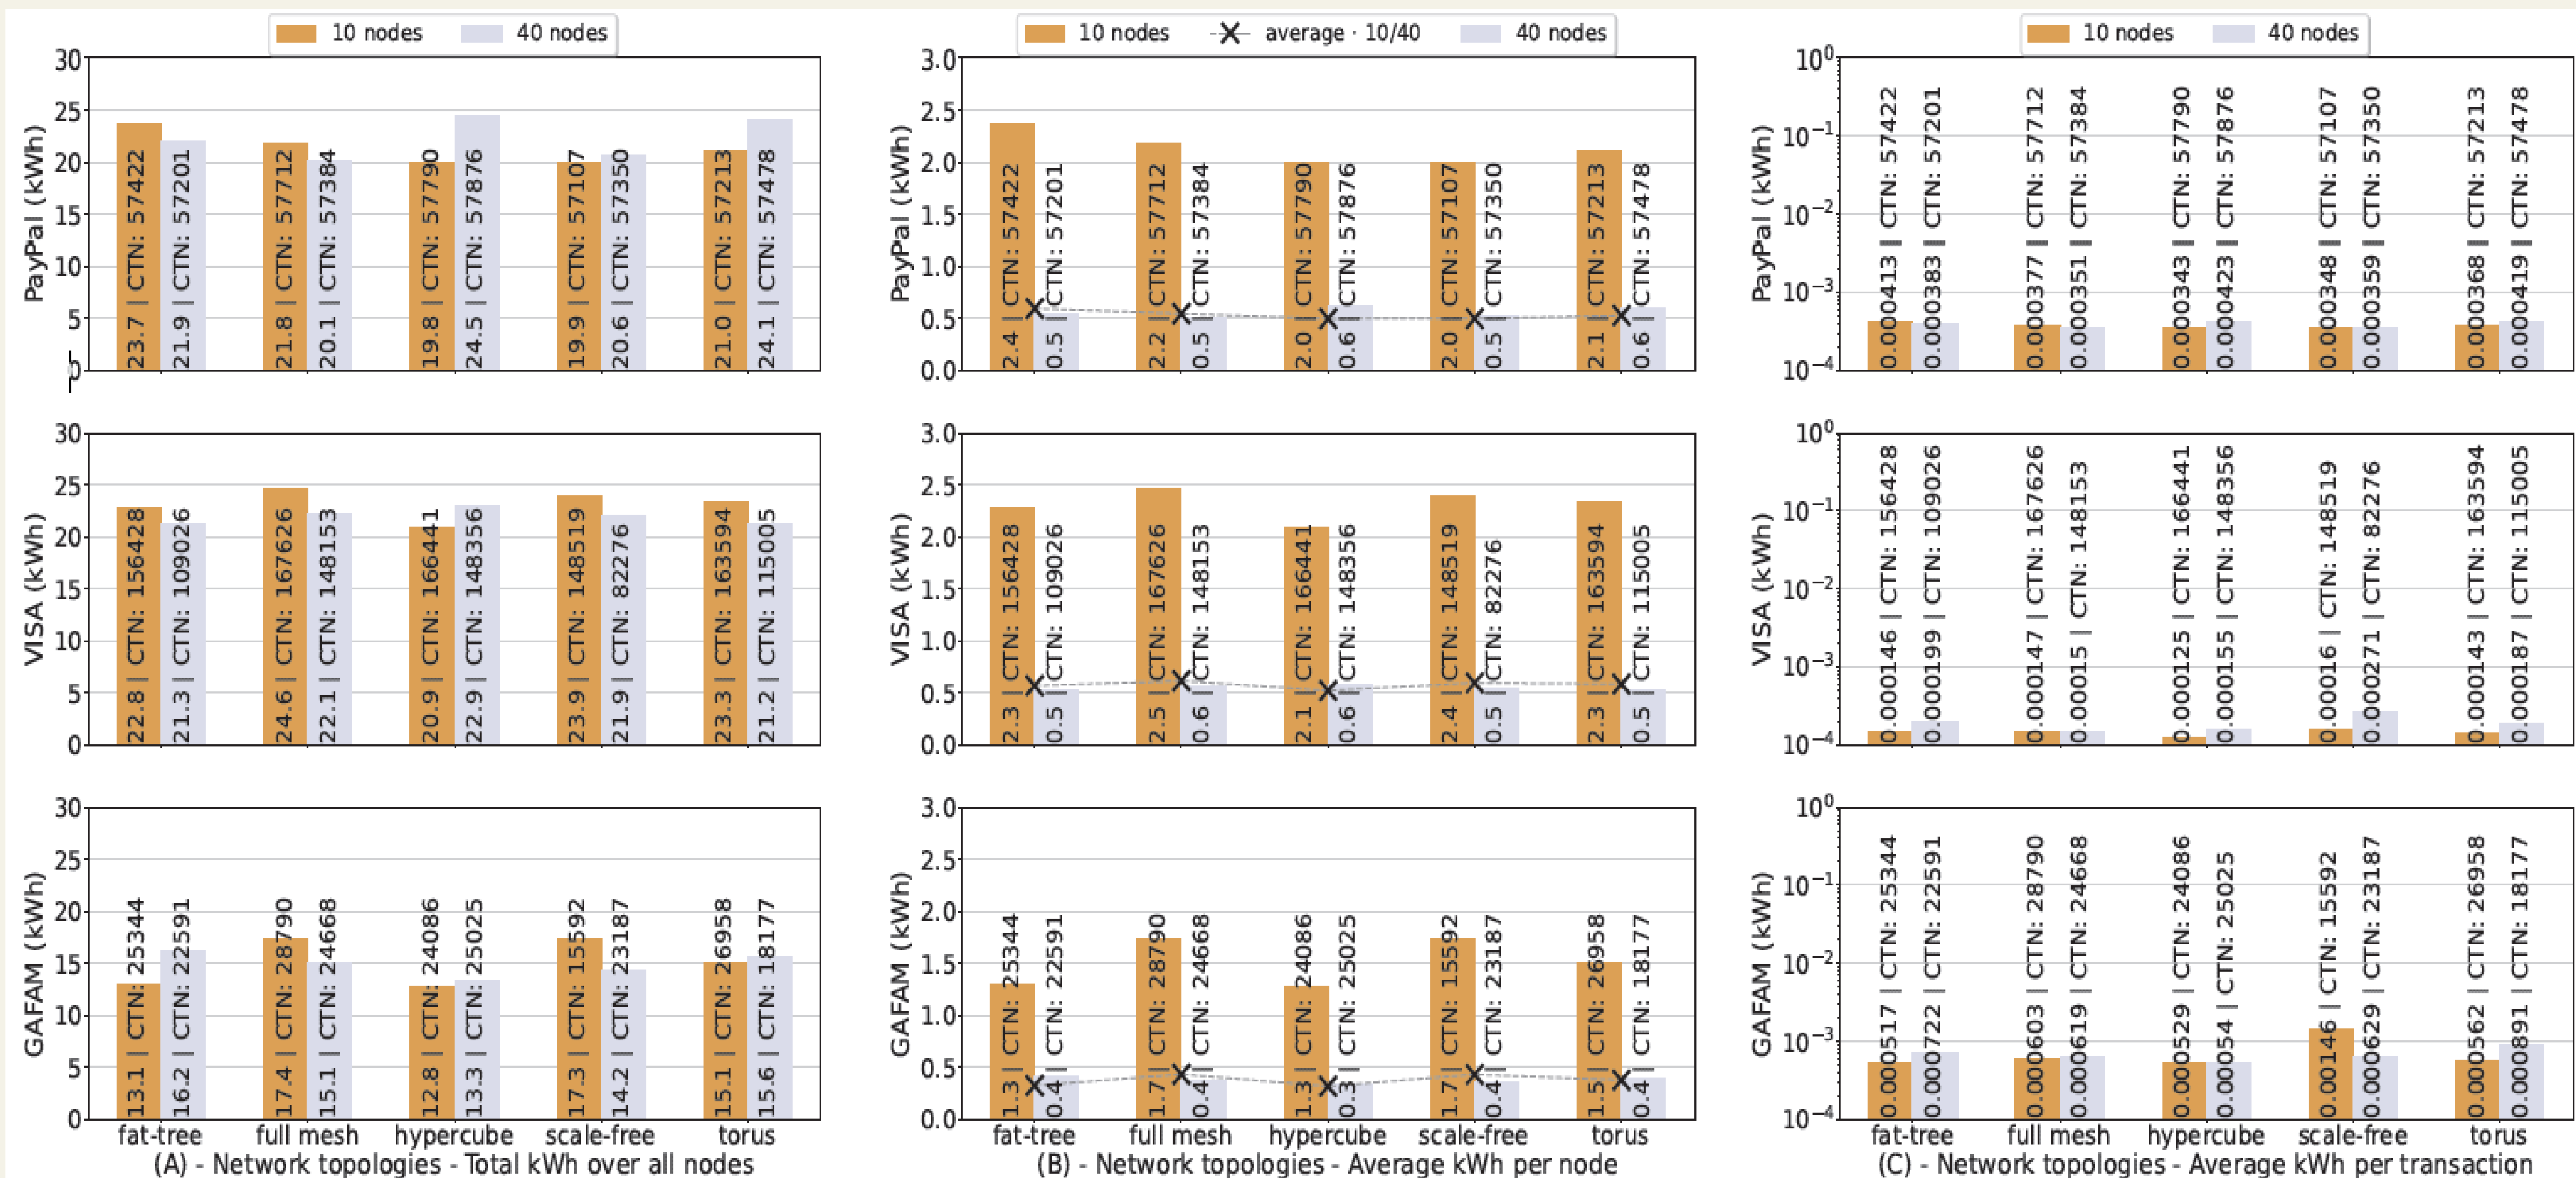 10 nodes 40 nodes
30
25
20
15
10
5
0
PayPal (kWh)
23.7 | CTN: 57422
21.9 | CTN: 57201
21.8 | CTN: 57712
20.1 | CTN: 57384
19.8 | CTN: 57790
24.5 | CTN: 57876
19.9 | CTN: 57107
20.6 | CTN: 57350
21.0 | CTN: 57213
24.1 | CTN: 57478
30
25
20
15
10
5
0
VISA (kWh)
22.8 | CTN: 156428
21.3 | CTN: 109026
24.6 | CTN: 167626
22.1 | CTN: 148153
20.9 | CTN: 166441
22.9 | CTN: 148356
23.9 | CTN: 148519
21.9 | CTN: 82276
23.3 | CTN: 163594
21.2 | CTN: 115005
30
25
20
15
10
5
0
GAFAM (kWh)
13.1 | CTN: 25344
16.2 | CTN: 22591
17.4 | CTN: 28790
15.1 | CTN: 24668
12.8 | CTN: 24086
13.3 | CTN: 25025
17.3 | CTN: 15592
14.2 | CTN: 23187
15.1 | CTN: 26958
15.6 | CTN: 18177
fat-tree full mesh hypercube scale-free torus
(A) - Network topologies - Total kWh over all nodes
10 nodes average · 10/40 40 nodes
3.0
2.5
2.0
1.5
1.0
0.5
0.0
PayPal (kWh)
2.4 | CTN: 57422
0.5 | CTN: 57201
2.2 | CTN: 57712
0.5 | CTN: 57384
2.0 | CTN: 57790
0.6 | CTN: 57876
2.0 | CTN: 57107
0.5 | CTN: 57350
2.1 | CTN: 57213
0.6 | CTN: 57478
3.0
2.5
2.0
1.5
1.0
0.5
0.0
VISA (kWh)
2.3 | CTN: 156428
0.5 | CTN: 109026
2.5 | CTN: 167626
0.6 | CTN: 148153
2.1 | CTN: 166441
0.6 | CTN: 148356
2.4 | CTN: 148519
0.5 | CTN: 82276
2.3 | CTN: 163594
0.5 | CTN: 115005
3.0
2.5
2.0
1.5
1.0
0.5
0.0
GAFAM (kWh)
1.3 | CTN: 25344
0.4 | CTN: 22591
1.7 | CTN: 28790
0.4 | CTN: 24668
1.3 | CTN: 24086
0.3 | CTN: 25025
1.7 | CTN: 15592
0.4 | CTN: 23187
1.5 | CTN: 26958
0.4 | CTN: 18177
fat-tree full mesh hypercube scale-free torus
(B) - Network topologies - Average kWh per node
10 nodes 40 nodes
10⁰
10⁻¹
10⁻²
10⁻³
10⁻⁴
PayPal (kWh)
0.000413 | CTN: 57422
0.000383 | CTN: 57201
0.000377 | CTN: 57712
0.000351 | CTN: 57384
0.000343 | CTN: 57790
0.000423 | CTN: 57876
0.000348 | CTN: 57107
0.000359 | CTN: 57350
0.000368 | CTN: 57213
0.000419 | CTN: 57478
10⁰
10⁻¹
10⁻²
10⁻³
10⁻⁴
VISA (kWh)
0.000146 | CTN: 156428
0.000199 | CTN: 109026
0.000147 | CTN: 167626
0.00015 | CTN: 148153
0.000125 | CTN: 166441
0.000155 | CTN: 148356
0.00016 | CTN: 148519
0.000271 | CTN: 82276
0.000143 | CTN: 163594
0.000187 | CTN: 115005
10⁰
10⁻¹
10⁻²
10⁻³
10⁻⁴
GAFAM (kWh)
0.000517 | CTN: 25344
0.000722 | CTN: 22591
0.000603 | CTN: 28790
0.000619 | CTN: 24668
0.000529 | CTN: 24086
0.00054 | CTN: 25025
0.00146 | CTN: 15592
0.000629 | CTN: 23187
0.000562 | CTN: 26958
0.000891 | CTN: 18177
fat-tree full mesh hypercube scale-free torus
(C) - Network topologies - Average kWh per transaction